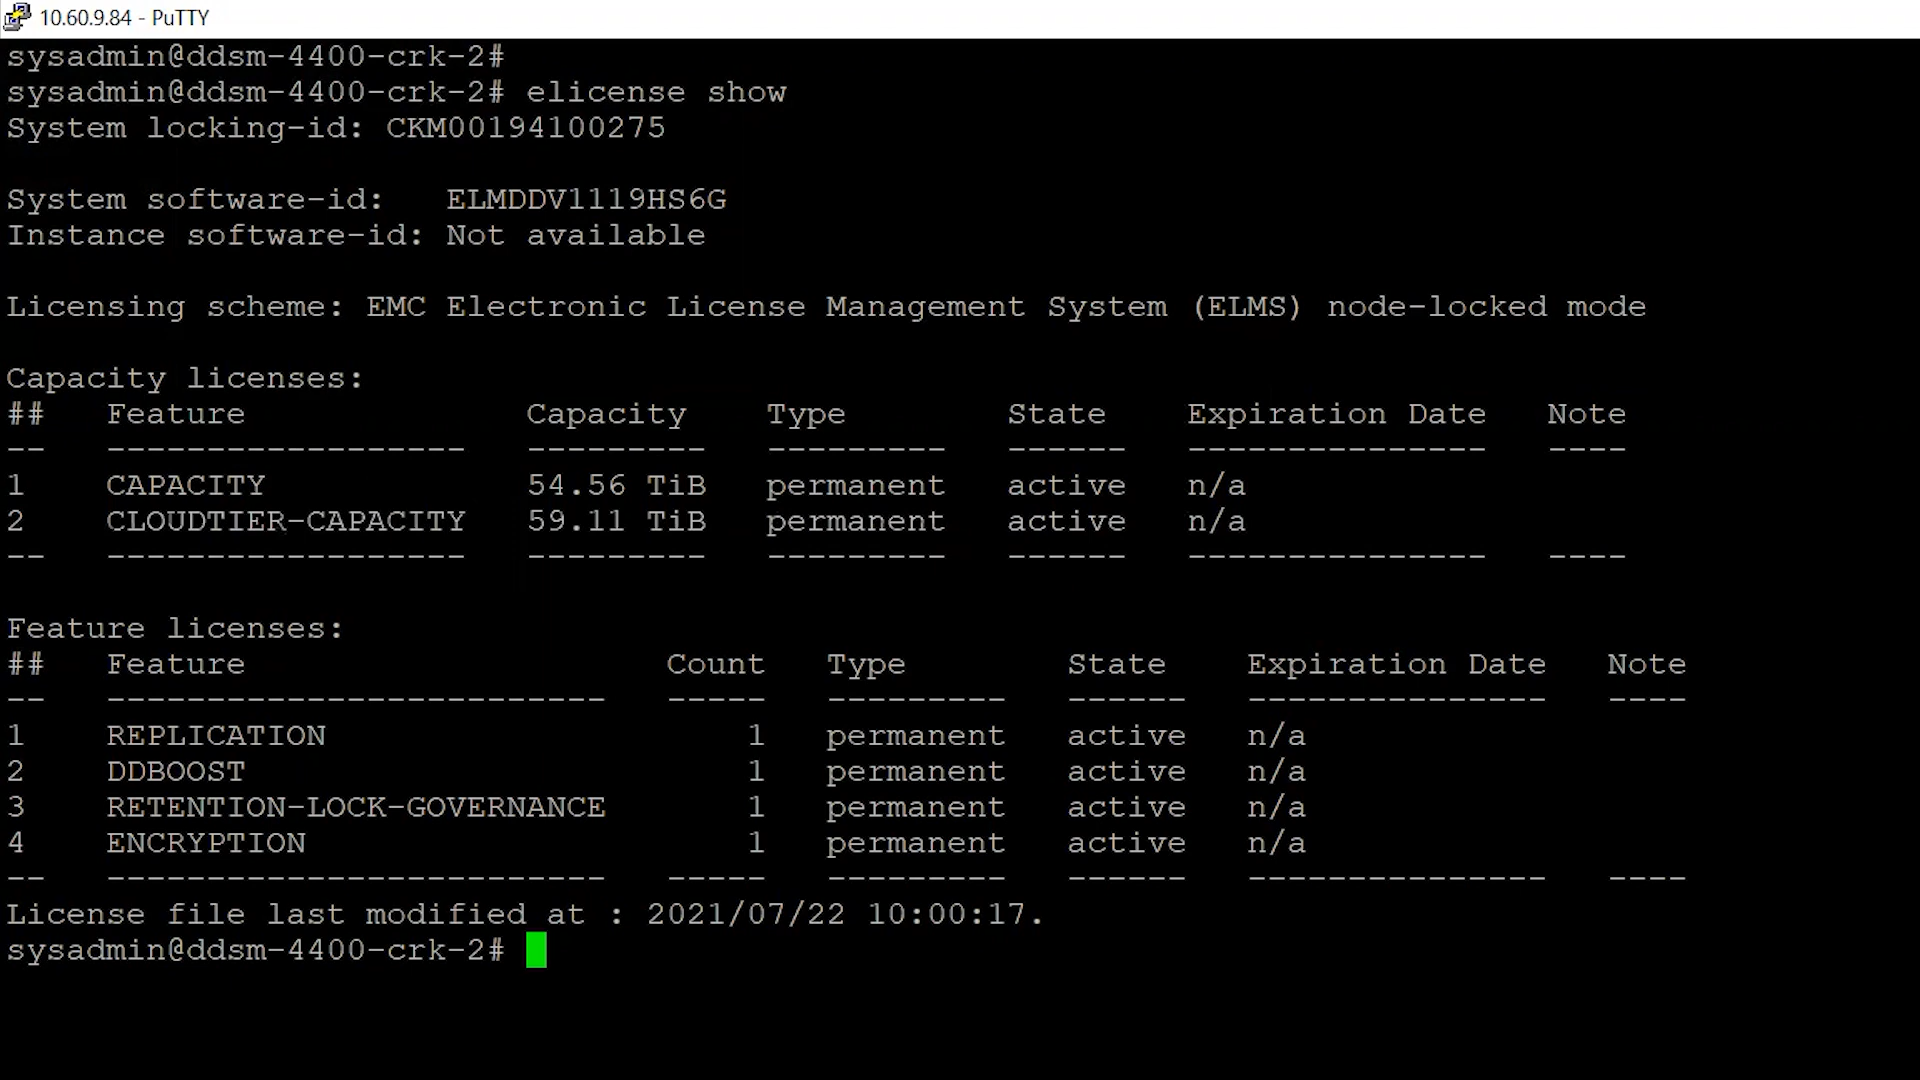 10.60.9.84 - PuTTY
sysadmin@ddsm-4400-crk-2#
sysadmin@ddsm-4400-crk-2# elicense show
System locking-id: CKM00194100275
System software-id:   ELMDDV1119HS6G
Instance software-id: Not available
Licensing scheme: EMC Electronic License Management System (ELMS) node-locked mode
Capacity licenses:
##   Feature              Capacity    Type        State    Expiration Date   Note
--   ------------------   ---------   ---------   ------   ---------------   ----
1    CAPACITY             54.56 TiB   permanent   active   n/a
2    CLOUDTIER-CAPACITY   59.11 TiB   permanent   active   n/a
--   ------------------   ---------   ---------   ------   ---------------   ----
Feature licenses:
##   Feature                     Count   Type        State    Expiration Date   Note
--   -------------------------   -----   ---------   ------   ---------------   ----
1    REPLICATION                     1   permanent   active   n/a
2    DDBOOST                         1   permanent   active   n/a
3    RETENTION-LOCK-GOVERNANCE       1   permanent   active   n/a
4    ENCRYPTION                      1   permanent   active   n/a
--   -------------------------   -----   ---------   ------   ---------------   ----
License file last modified at : 2021/07/22 10:00:17.
sysadmin@ddsm-4400-crk-2#